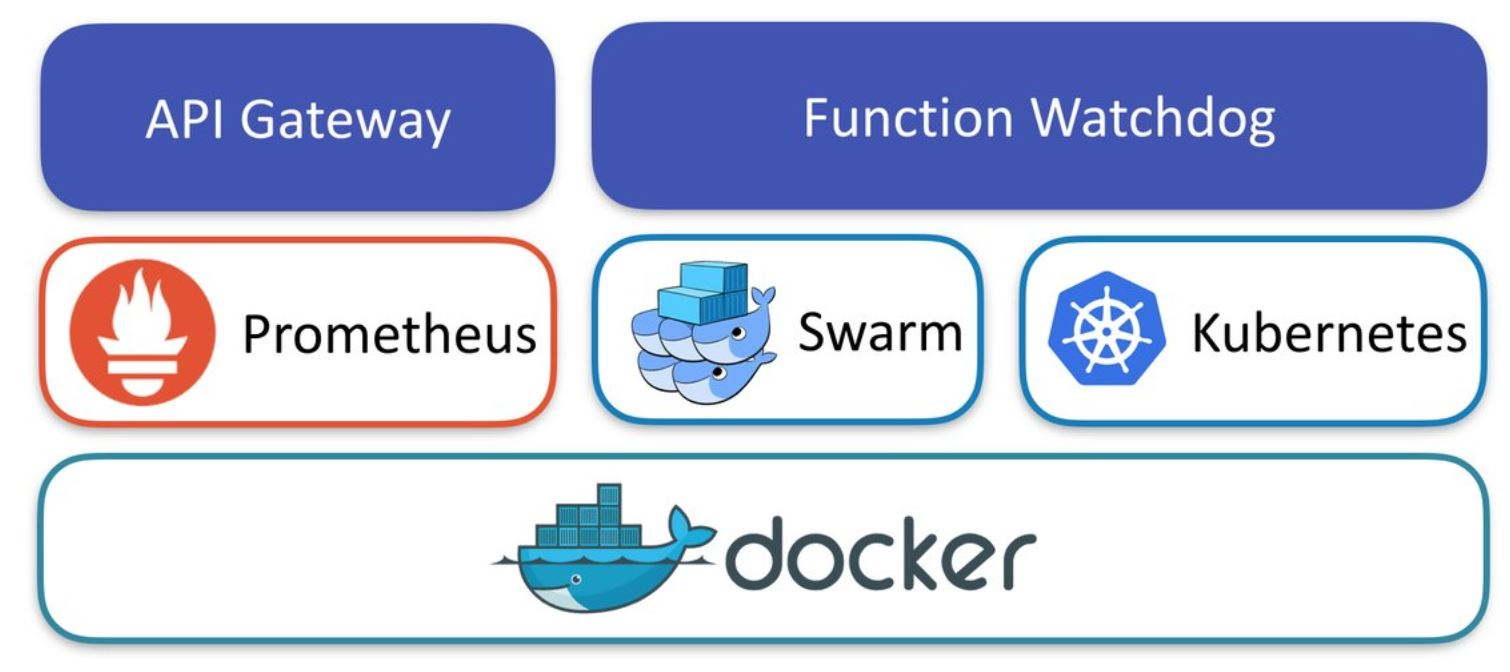 API Gateway
Function Watchdog
Prometheus
Swarm
Kubernetes
docker